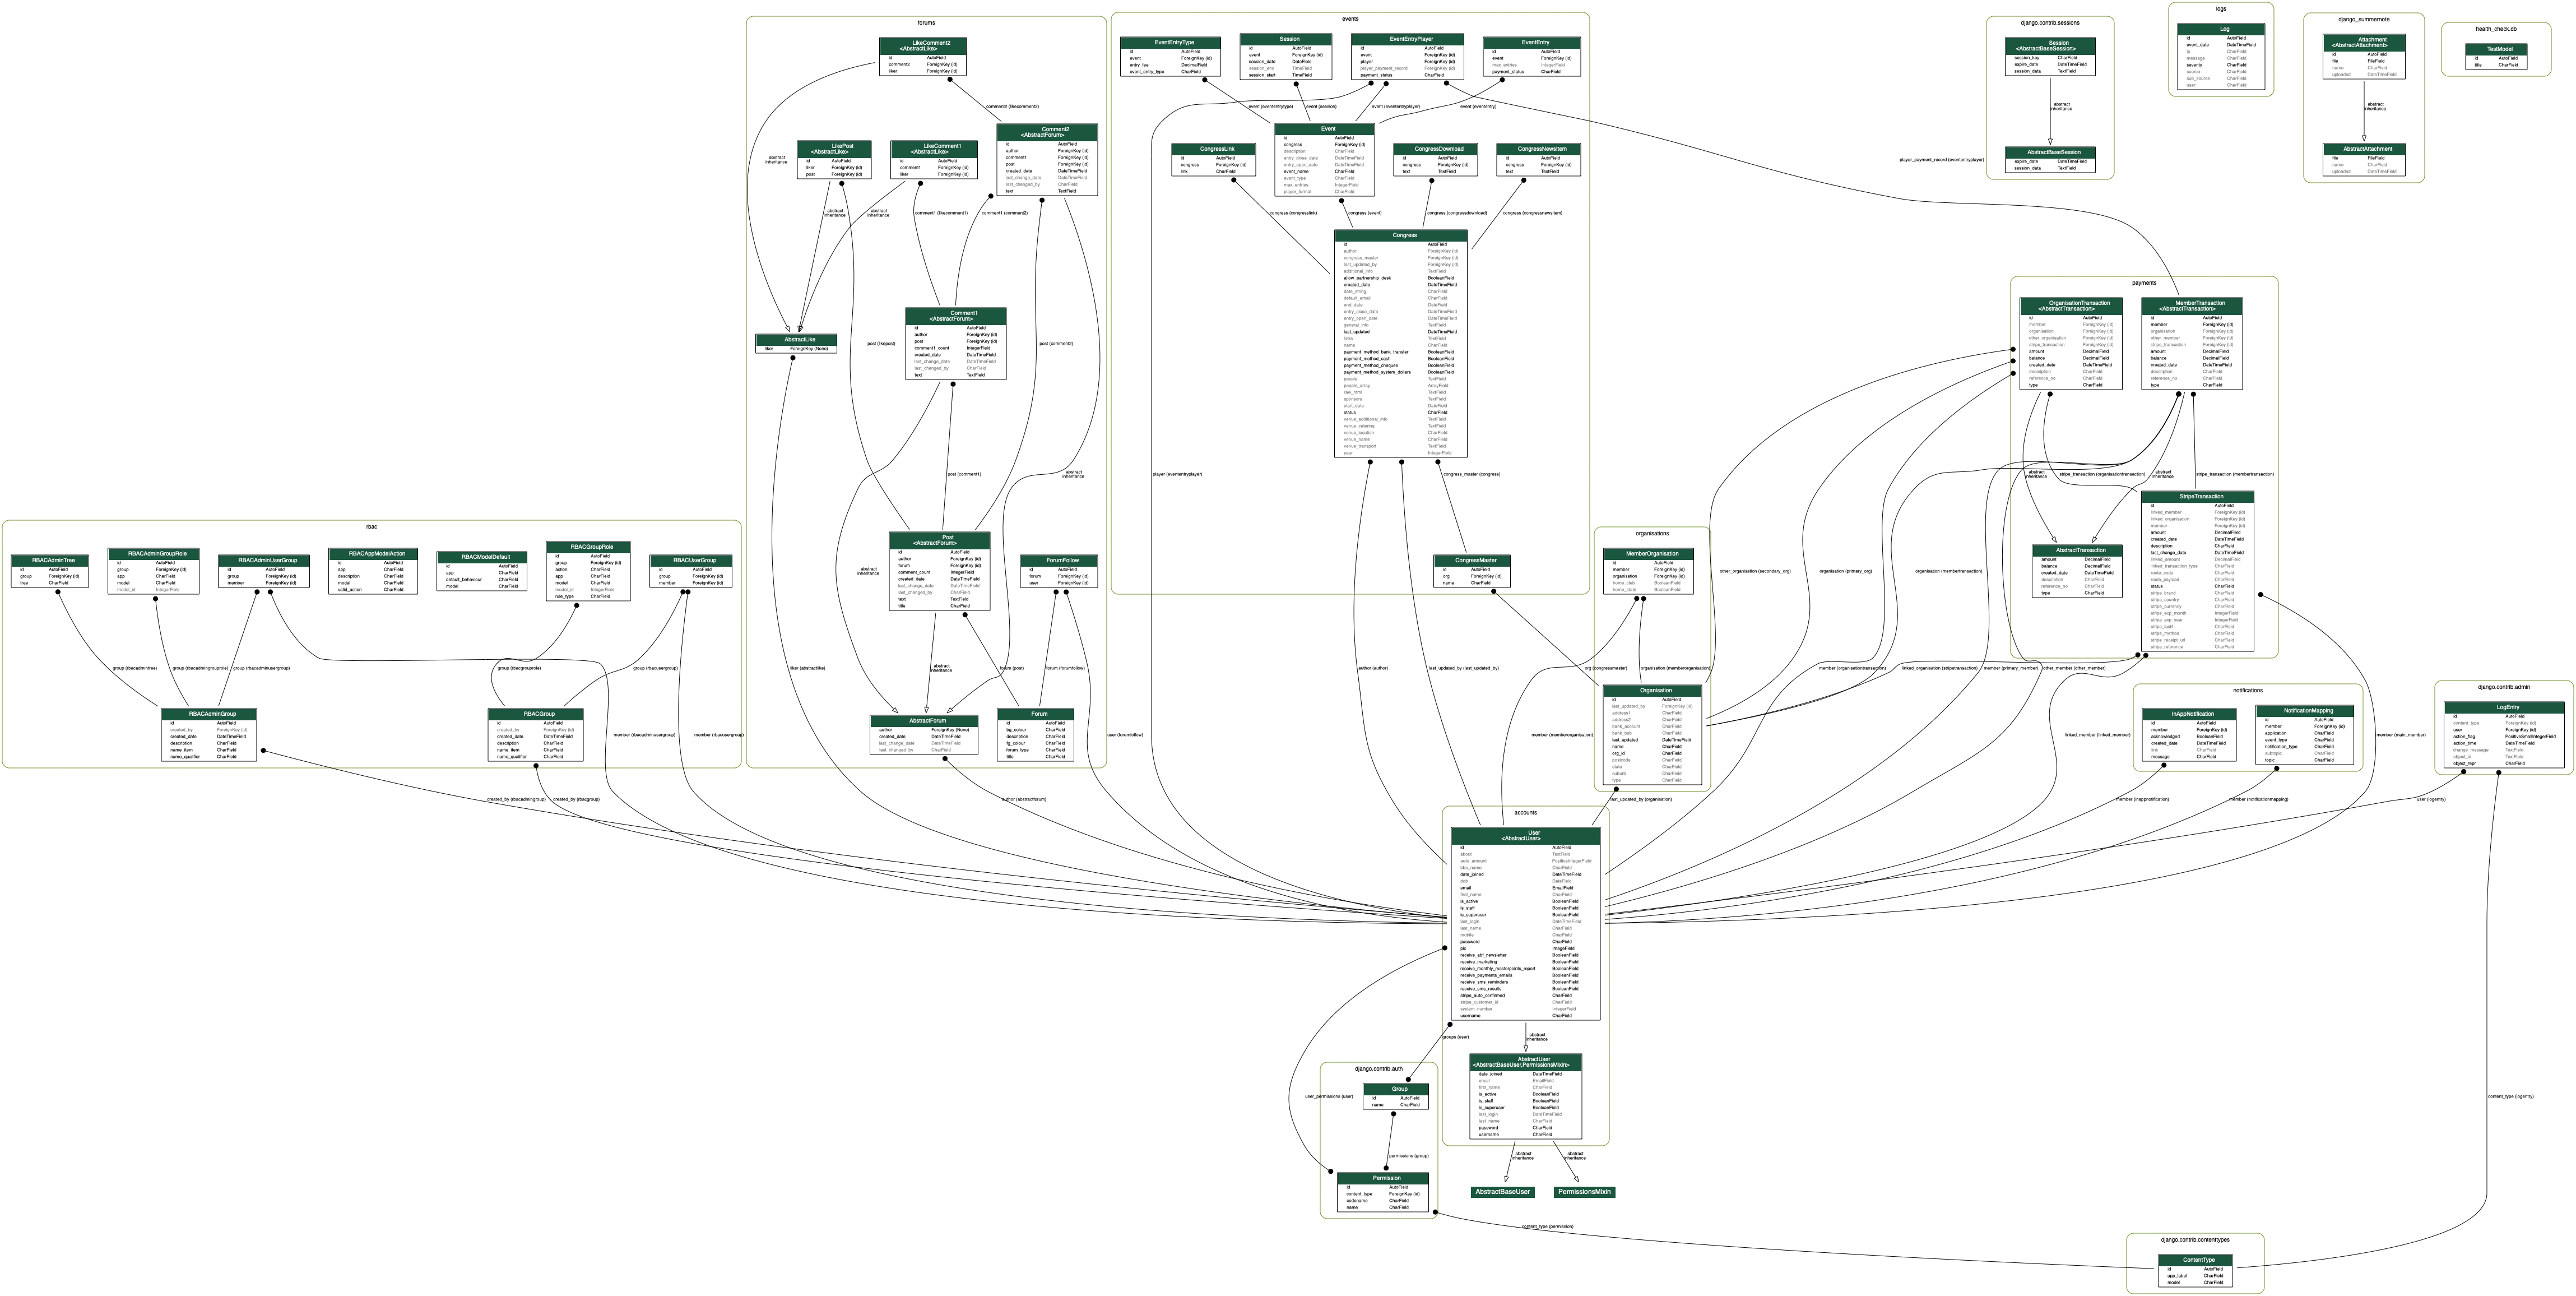 forums
LikeComment2
<AbstractLike>
id AutoField
comment2 ForeignKey (id)
liker ForeignKey (id)
comment2 (likecomment2)
Comment2
<AbstractForum>
id AutoField
author ForeignKey (id)
comment1 ForeignKey (id)
post ForeignKey (id)
created_date DateTimeField
last_change_date DateTimeField
last_changed_by CharField
text TextField
LikePost
<AbstractLike>
id AutoField
liker ForeignKey (id)
post ForeignKey (id)
LikeComment1
<AbstractLike>
id AutoField
comment1 ForeignKey (id)
liker ForeignKey (id)
abstract
inheritance
abstract
inheritance
abstract
inheritance
comment1 (likecomment1)
comment1 (comment2)
Comment1
<AbstractForum>
id AutoField
author ForeignKey (id)
post ForeignKey (id)
comment1_count IntegerField
created_date DateTimeField
last_change_date DateTimeField
last_changed_by CharField
text TextField
AbstractLike
liker ForeignKey (None)
post (likepost)
post (comment2)
post (comment1)
abstract
inheritance
Post
<AbstractForum>
id AutoField
author ForeignKey (id)
forum ForeignKey (id)
comment_count IntegerField
created_date DateTimeField
last_change_date DateTimeField
last_changed_by CharField
text TextField
title CharField
ForumFollow
id AutoField
forum ForeignKey (id)
user ForeignKey (id)
abstract
inheritance
liker (abstractlike)
abstract
inheritance
forum (post)
forum (forumfollow)
AbstractForum
author ForeignKey (None)
created_date DateTimeField
last_change_date DateTimeField
last_changed_by CharField
Forum
id AutoField
bg_colour CharField
description CharField
fg_colour CharField
forum_type CharField
title CharField
user (forumfollow)
author (abstractforum)
events
EventEntryType
id AutoField
event ForeignKey (id)
entry_fee DecimalField
event_entry_type CharField
Session
id AutoField
event ForeignKey (id)
session_date DateField
session_end TimeField
session_start TimeField
EventEntryPlayer
id AutoField
event ForeignKey (id)
player ForeignKey (id)
player_payment_record ForeignKey (id)
payment_status CharField
EventEntry
id AutoField
event ForeignKey (id)
max_entries IntegerField
payment_status CharField
event (evententrytype)
event (session)
event (evententryplayer)
event (evententry)
CongressLink
id AutoField
congress ForeignKey (id)
link CharField
Event
id AutoField
congress ForeignKey (id)
description CharField
entry_close_date DateTimeField
entry_open_date DateTimeField
event_name CharField
event_type CharField
max_entries IntegerField
player_format CharField
CongressDownload
id AutoField
congress ForeignKey (id)
text TextField
CongressNewsItem
id AutoField
congress ForeignKey (id)
text TextField
congress (congresslink)
congress (event)
congress (congressdownload)
congress (congressnewsitem)
Congress
id AutoField
author ForeignKey (id)
congress_master ForeignKey (id)
last_updated_by ForeignKey (id)
additional_info TextField
allow_partnership_desk BooleanField
created_date DateTimeField
date_string CharField
default_email CharField
end_date DateField
entry_close_date DateTimeField
entry_open_date DateTimeField
general_info TextField
last_updated DateTimeField
links TextField
name CharField
payment_method_bank_transfer BooleanField
payment_method_cash BooleanField
payment_method_cheques BooleanField
payment_method_system_dollars BooleanField
people TextField
people_array ArrayField
raw_html TextField
sponsors TextField
start_date DateField
status CharField
venue_additional_info TextField
venue_catering TextField
venue_location CharField
venue_name CharField
venue_transport TextField
year IntegerField
player (evententryplayer)
congress_master (congress)
CongressMaster
id AutoField
org ForeignKey (id)
name CharField
author (author)
last_updated_by (last_updated_by)
org (congressmaster)
django.contrib.sessions
Session
<AbstractBaseSession>
session_key CharField
expire_date DateTimeField
session_data TextField
abstract
inheritance
AbstractBaseSession
expire_date DateTimeField
session_data TextField
player_payment_record (evententryplayer)
logs
Log
id AutoField
event_date DateTimeField
ip CharField
message CharField
severity CharField
source CharField
sub_source CharField
user CharField
django_summernote
Attachment
<AbstractAttachment>
id AutoField
file FileField
name CharField
uploaded DateTimeField
abstract
inheritance
AbstractAttachment
file FileField
name CharField
uploaded DateTimeField
health_check.db
TestModel
id AutoField
title CharField
payments
OrganisationTransaction
<AbstractTransaction>
id AutoField
member ForeignKey (id)
organisation ForeignKey (id)
other_organisation ForeignKey (id)
stripe_transaction ForeignKey (id)
amount DecimalField
balance DecimalField
created_date DateTimeField
description CharField
reference_no CharField
type CharField
MemberTransaction
<AbstractTransaction>
id AutoField
member ForeignKey (id)
organisation ForeignKey (id)
other_member ForeignKey (id)
stripe_transaction ForeignKey (id)
amount DecimalField
balance DecimalField
created_date DateTimeField
description CharField
reference_no CharField
type CharField
abstract
inheritance
stripe_transaction (organisationtransaction)
abstract
inheritance
stripe_transaction (membertransaction)
StripeTransaction
id AutoField
linked_member ForeignKey (id)
linked_organisation ForeignKey (id)
member ForeignKey (id)
amount DecimalField
created_date DateTimeField
description CharField
last_change_date DateTimeField
linked_amount DecimalField
linked_transaction_type CharField
route_code CharField
route_payload CharField
status CharField
stripe_brand CharField
stripe_country CharField
stripe_currency CharField
stripe_exp_month IntegerField
stripe_exp_year IntegerField
stripe_last4 CharField
stripe_method CharField
stripe_receipt_url CharField
stripe_reference CharField
AbstractTransaction
amount DecimalField
balance DecimalField
created_date DateTimeField
description CharField
reference_no CharField
type CharField
rbac
RBACAdminTree
id AutoField
group ForeignKey (id)
tree CharField
RBACAdminGroupRole
id AutoField
group ForeignKey (id)
app CharField
model CharField
model_id IntegerField
RBACAdminUserGroup
id AutoField
group ForeignKey (id)
member ForeignKey (id)
RBACAppModelAction
id AutoField
app CharField
description CharField
model CharField
valid_action CharField
RBACModelDefault
id AutoField
app CharField
default_behaviour CharField
model CharField
RBACGroupRole
id AutoField
group ForeignKey (id)
action CharField
app CharField
model CharField
model_id IntegerField
rule_type CharField
RBACUserGroup
id AutoField
group ForeignKey (id)
member ForeignKey (id)
group (rbacadmintree)
group (rbacadmingrouprole)
group (rbacadminusergroup)
group (rbacgrouprole)
group (rbacusergroup)
RBACAdminGroup
id AutoField
created_by ForeignKey (id)
created_date DateTimeField
description CharField
name_item CharField
name_qualifier CharField
RBACGroup
id AutoField
created_by ForeignKey (id)
created_date DateTimeField
description CharField
name_item CharField
name_qualifier CharField
member (rbacadminusergroup)
member (rbacusergroup)
created_by (rbacadmingroup)
created_by (rbacgroup)
organisations
MemberOrganisation
id AutoField
member ForeignKey (id)
organisation ForeignKey (id)
home_club BooleanField
home_state BooleanField
organisation (memberorganisation)
Organisation
id AutoField
last_updated_by ForeignKey (id)
address1 CharField
address2 CharField
bank_account CharField
bank_bsb CharField
last_updated DateTimeField
name CharField
org_id CharField
postcode CharField
state CharField
suburb CharField
type CharField
member (memberorganisation)
last_updated_by (organisation)
other_organisation (secondary_org)
organisation (primary_org)
organisation (membertransaction)
member (organisationtransaction)
linked_organisation (stripetransaction)
member (primary_member)
other_member (other_member)
linked_member (linked_member)
member (main_member)
notifications
InAppNotification
id AutoField
member ForeignKey (id)
acknowledged BooleanField
created_date DateTimeField
link CharField
message CharField
NotificationMapping
id AutoField
member ForeignKey (id)
application CharField
event_type CharField
notification_type CharField
subtopic CharField
topic CharField
member (inappnotification)
member (notificationmapping)
django.contrib.admin
LogEntry
id AutoField
content_type ForeignKey (id)
user ForeignKey (id)
action_flag PositiveSmallIntegerField
action_time DateTimeField
change_message TextField
object_id TextField
object_repr CharField
user (logentry)
content_type (logentry)
accounts
User
<AbstractUser>
id AutoField
about TextField
auto_amount PositiveIntegerField
bbo_name CharField
date_joined DateTimeField
dob DateField
email EmailField
first_name CharField
is_active BooleanField
is_staff BooleanField
is_superuser BooleanField
last_login DateTimeField
last_name CharField
mobile CharField
password CharField
pic ImageField
receive_abf_newsletter BooleanField
receive_marketing BooleanField
receive_monthly_masterpoints_report BooleanField
receive_payments_emails BooleanField
receive_sms_reminders BooleanField
receive_sms_results BooleanField
stripe_auto_confirmed CharField
stripe_customer_id CharField
system_number IntegerField
username CharField
groups (user)
abstract
inheritance
AbstractUser
<AbstractBaseUser,PermissionsMixin>
date_joined DateTimeField
email EmailField
first_name CharField
is_active BooleanField
is_staff BooleanField
is_superuser BooleanField
last_login DateTimeField
last_name CharField
password CharField
username CharField
abstract
inheritance
abstract
inheritance
AbstractBaseUser
PermissionsMixin
django.contrib.auth
Group
id AutoField
name CharField
user_permissions (user)
permissions (group)
Permission
id AutoField
content_type ForeignKey (id)
codename CharField
name CharField
content_type (permission)
django.contrib.contenttypes
ContentType
id AutoField
app_label CharField
model CharField